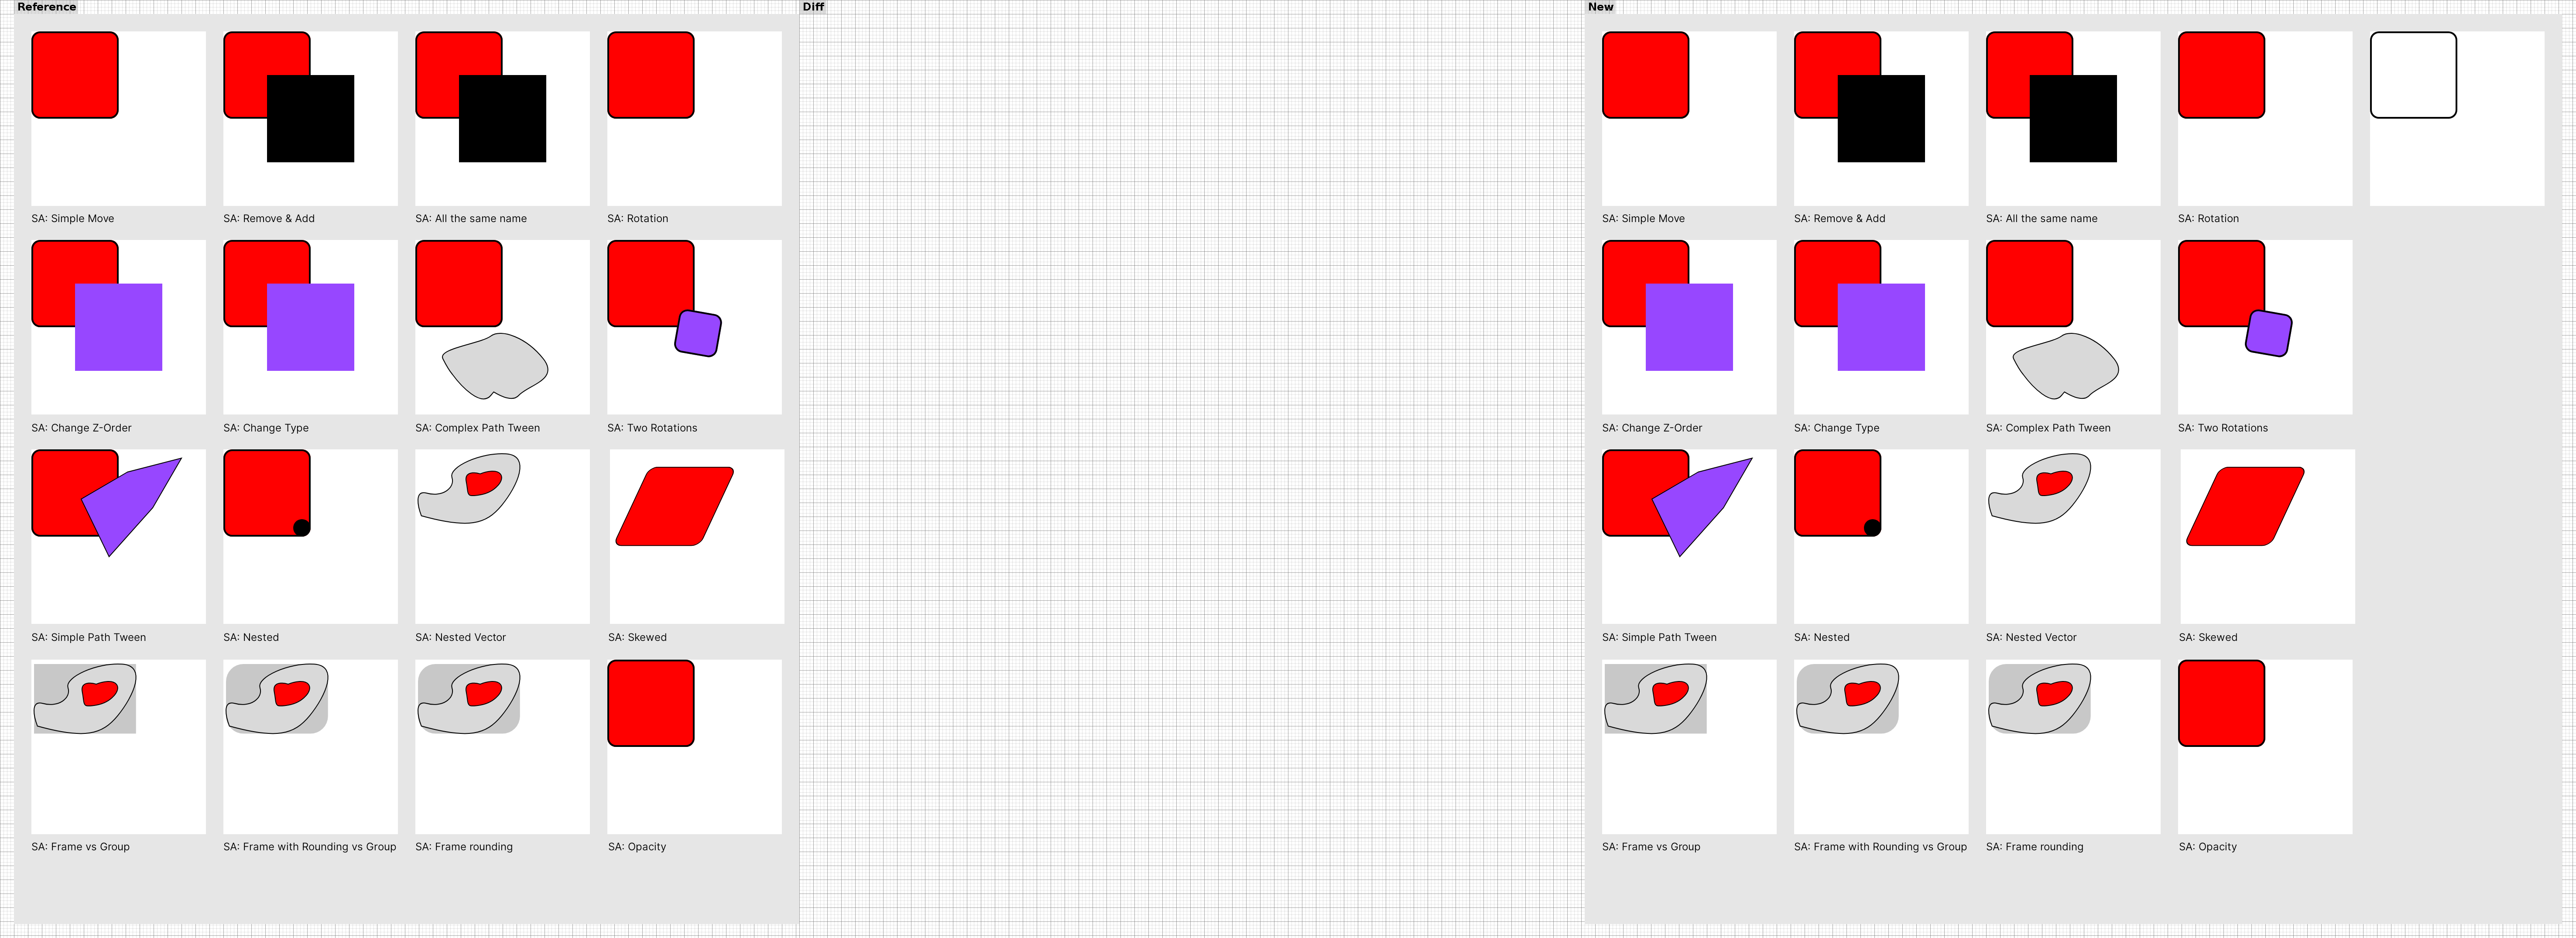 Reference
Diff
New
SA: Simple Move
SA: Remove & Add
SA: All the same name
SA: Rotation
SA: Simple Move
SA: Remove & Add
SA: All the same name
SA: Rotation
SA: Change Z-Order
SA: Change Type
SA: Complex Path Tween
SA: Two Rotations
SA: Change Z-Order
SA: Change Type
SA: Complex Path Tween
SA: Two Rotations
SA: Simple Path Tween
SA: Nested
SA: Nested Vector
SA: Skewed
SA: Simple Path Tween
SA: Nested
SA: Nested Vector
SA: Skewed
SA: Frame vs Group
SA: Frame with Rounding vs Group
SA: Frame rounding
SA: Opacity
SA: Frame vs Group
SA: Frame with Rounding vs Group
SA: Frame rounding
SA: Opacity